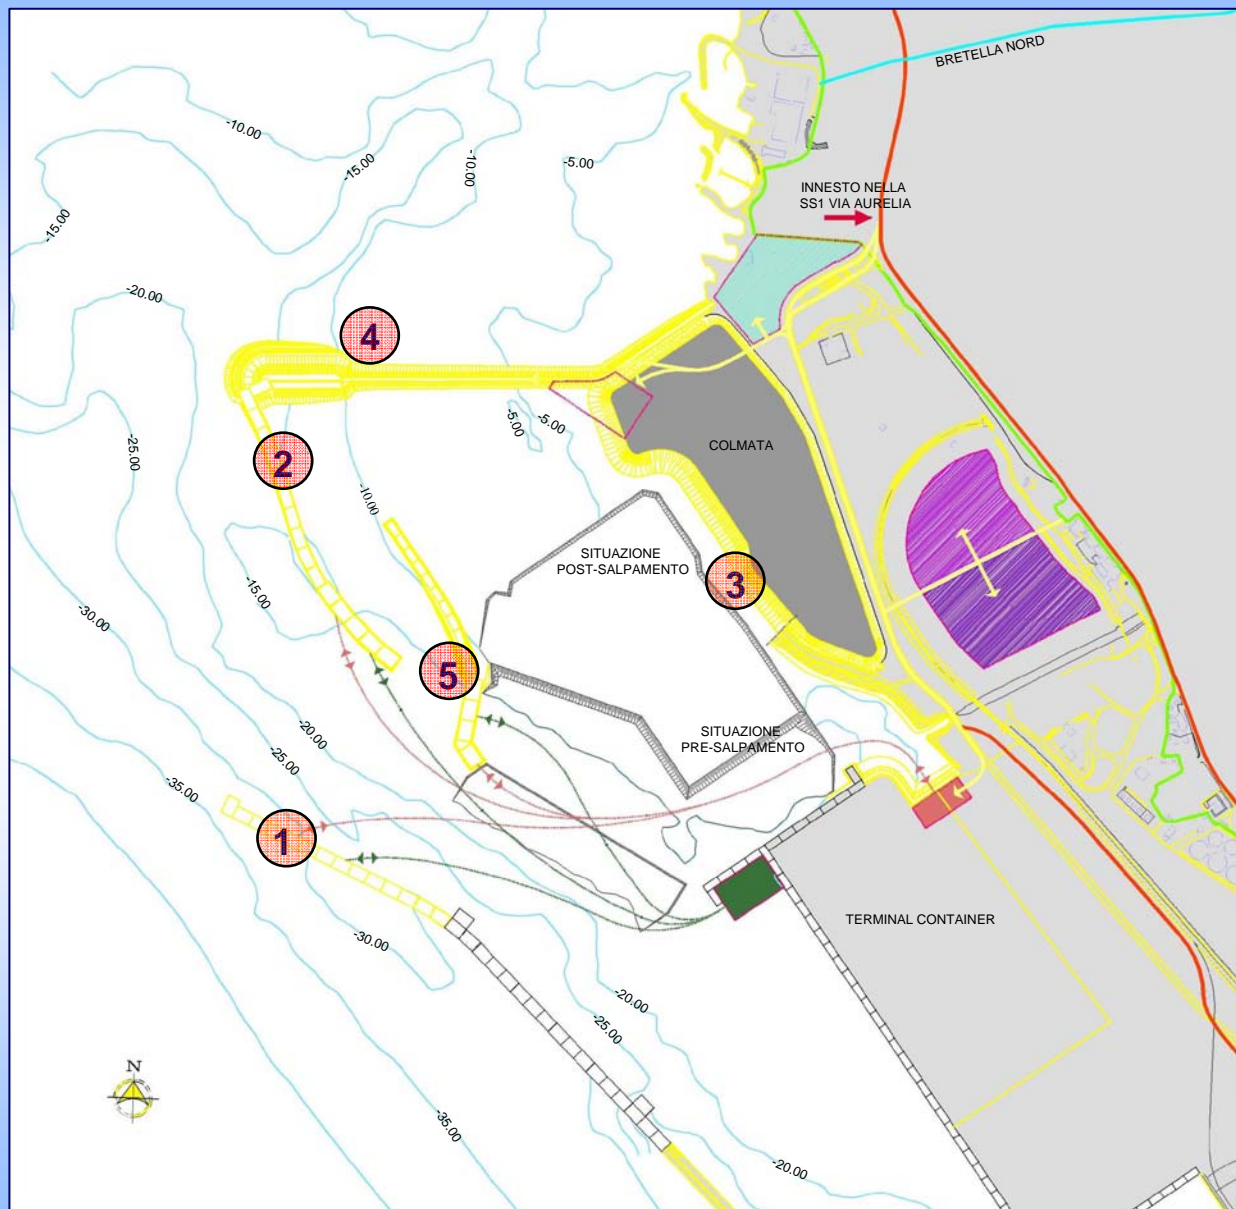 BRETELLA NORD
-10.00
-15.00
-10.00
-5.00
INNESTO NELLA
SS1 VIA AURELIA
-15.00
-20.00
4
-5.00
-5.00
-25.00
2
COLMATA
-10.00
SITUAZIONE
POST-SALPAMENTO
3
-15.00
-30.00
5
-20.00
SITUAZIONE
PRE-SALPAMENTO
-25.00
-35.00
1
TERMINAL CONTAINER
-30.00
-20.00
-25.00
N
-35.00
-20.00